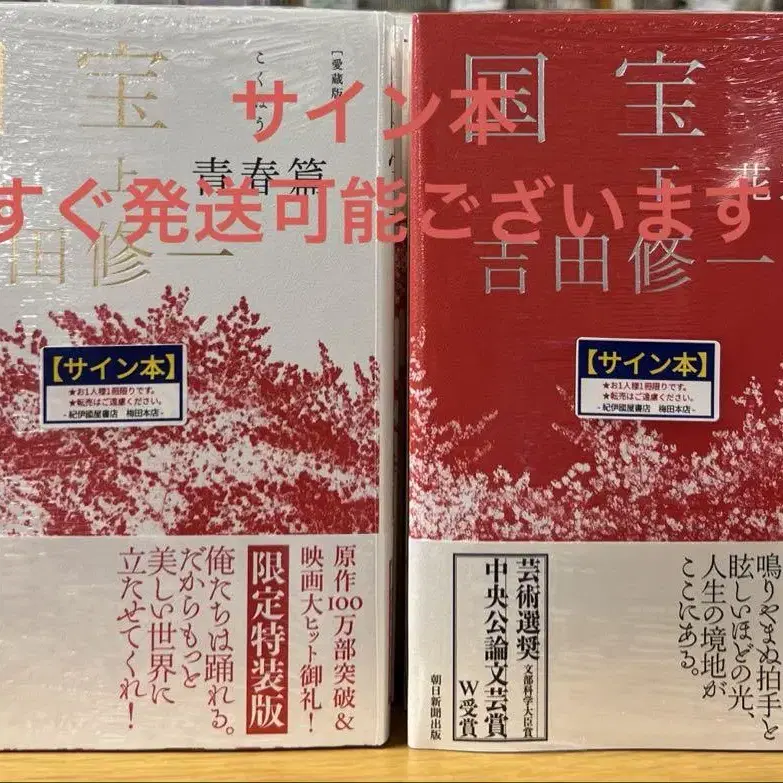 サイン本
すぐ発送可能ございます
宝
こくほう
[愛蔵版
上
青春篇
田修一
【サイン本】
★お1人様1冊限りです。
★転売はご遠慮ください。
- 紀伊國屋書店 梅田本店 -
原作100万部突破&
映画大ヒット御礼!
限定特装版
俺たちは踊れる。
だからもっと
美しい世界に
立たせてくれ!
国宝
下
花
吉田修一
【サイン本】
★お1人様1冊限りです。
★転売はご遠慮ください。
- 紀伊國屋書店 梅田本店 -
鳴りやまぬ拍手と
眩しいほどの光、
人生の境地が
ここにある。
芸術選奨 文部科学大臣賞
中央公論文芸賞
W受賞
朝日新聞出版